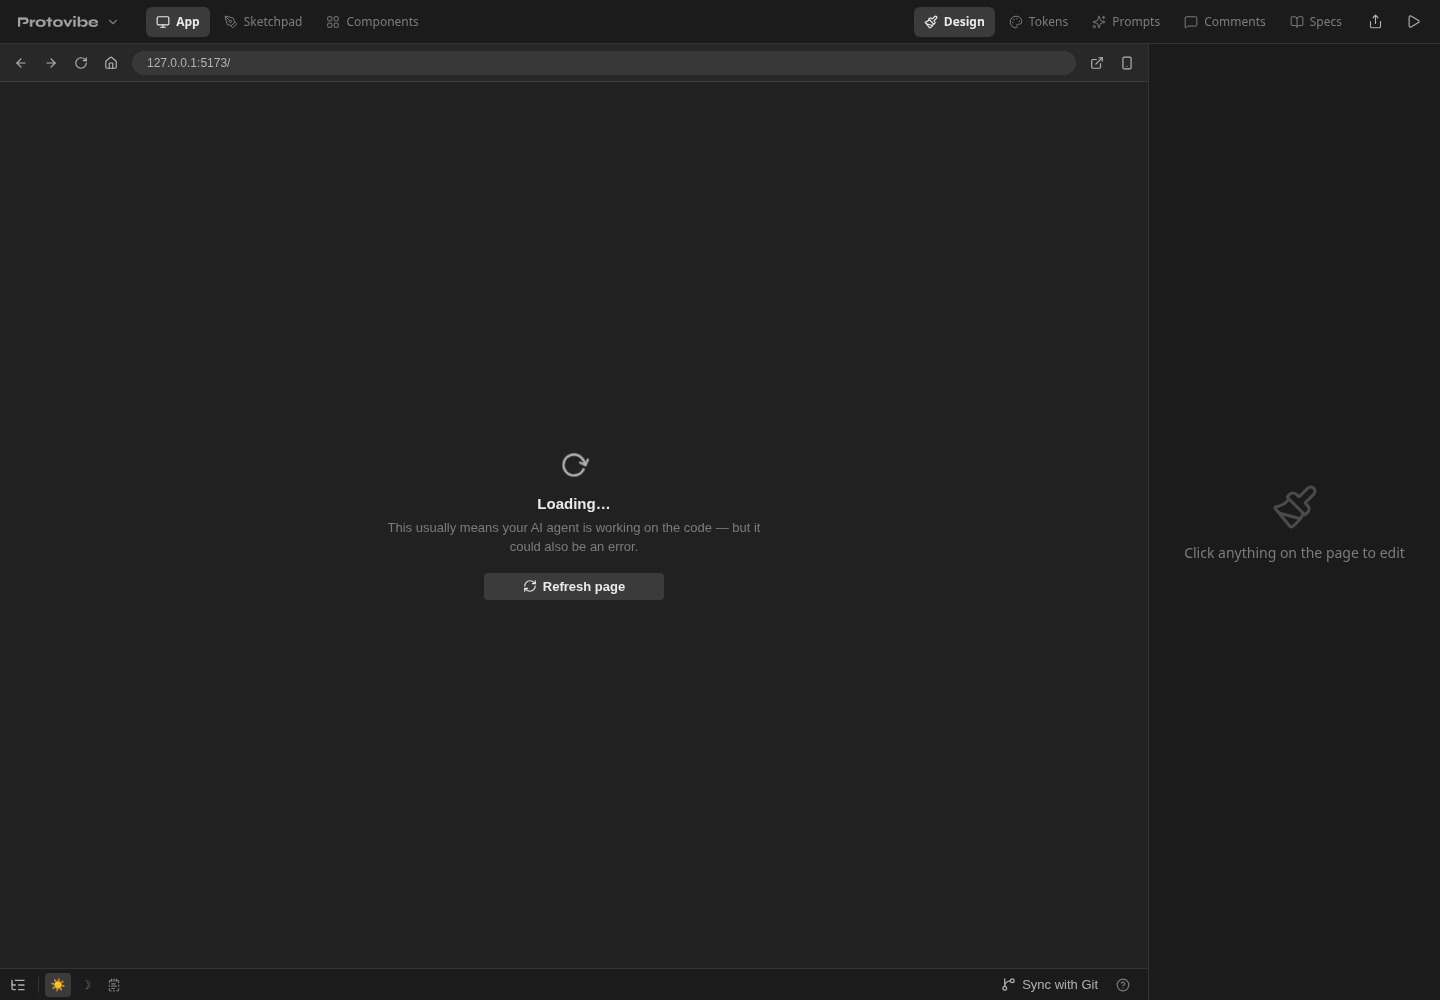 Protovibe
App
Sketchpad
Components
Design
Tokens
Prompts
Comments
Specs
127.0.0.1:5173/
Loading…
This usually means your AI agent is working on the code — but it
could also be an error.
Refresh page
Click anything on the page to edit
Sync with Git